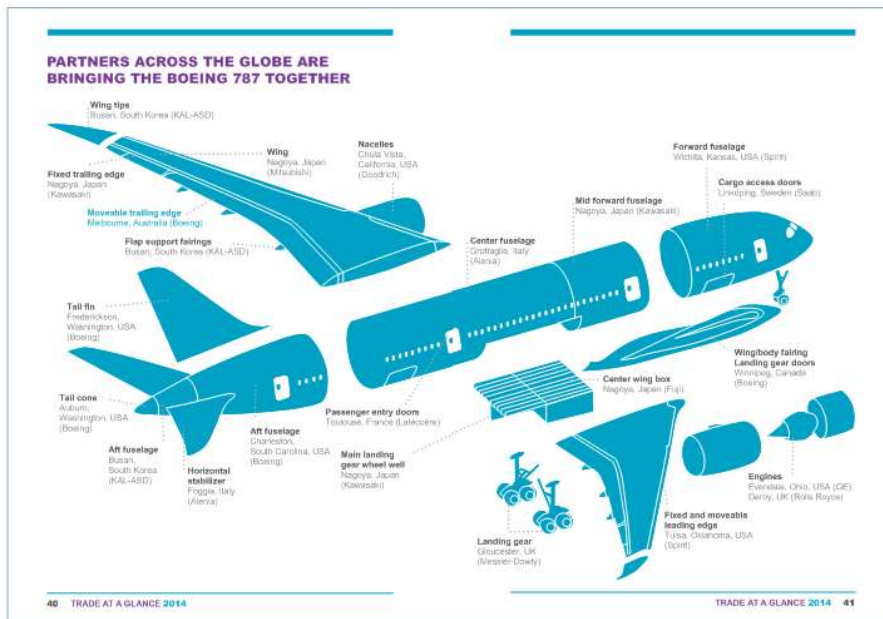 PARTNERS ACROSS THE GLOBE ARE
BRINGING THE BOEING 787 TOGETHER
Wing tips
Busan, South Korea (KAL-ASD)
Wing
Nagoya, Japan
(Mitsubishi)
Nacelles
Chula Vista,
California, USA
(Goodrich)
Fixed trailing edge
Nagoya, Japan
(Kawasaki)
Moveable trailing edge
Melbourne, Australia (Boeing)
Flap support fairings
Busan, South Korea (KAL-ASD)
Forward fuselage
Wichita, Kansas, USA (Spirit)
Cargo access doors
Linköping, Sweden (Saab)
Mid forward fuselage
Nagoya, Japan (Kawasaki)
Center fuselage
Grottaglie, Italy
(Alenia)
Tail fin
Frederickson,
Washington, USA
(Boeing)
Tail cone
Auburn,
Washington, USA
(Boeing)
Aft fuselage
Busan,
South Korea
(KAL-ASD)
Horizontal
stabilizer
Foggia, Italy
(Alenia)
Aft fuselage
Charleston,
South Carolina, USA
(Boeing)
Passenger entry doors
Toulouse, France (Latécoère)
Main landing
gear wheel well
Nagoya, Japan
(Kawasaki)
Center wing box
Nagoya, Japan (Fuji)
Wing/body fairing
Landing gear doors
Winnipeg, Canada
(Boeing)
Engines
Evendale, Ohio, USA (GE)
Derby, UK (Rolls Royce)
Landing gear
Gloucester, UK
(Messier-Dowty)
Fixed and moveable
leading edge
Tulsa, Oklahoma, USA
(Spirit)
40 TRADE AT A GLANCE 2014
TRADE AT A GLANCE 2014 41